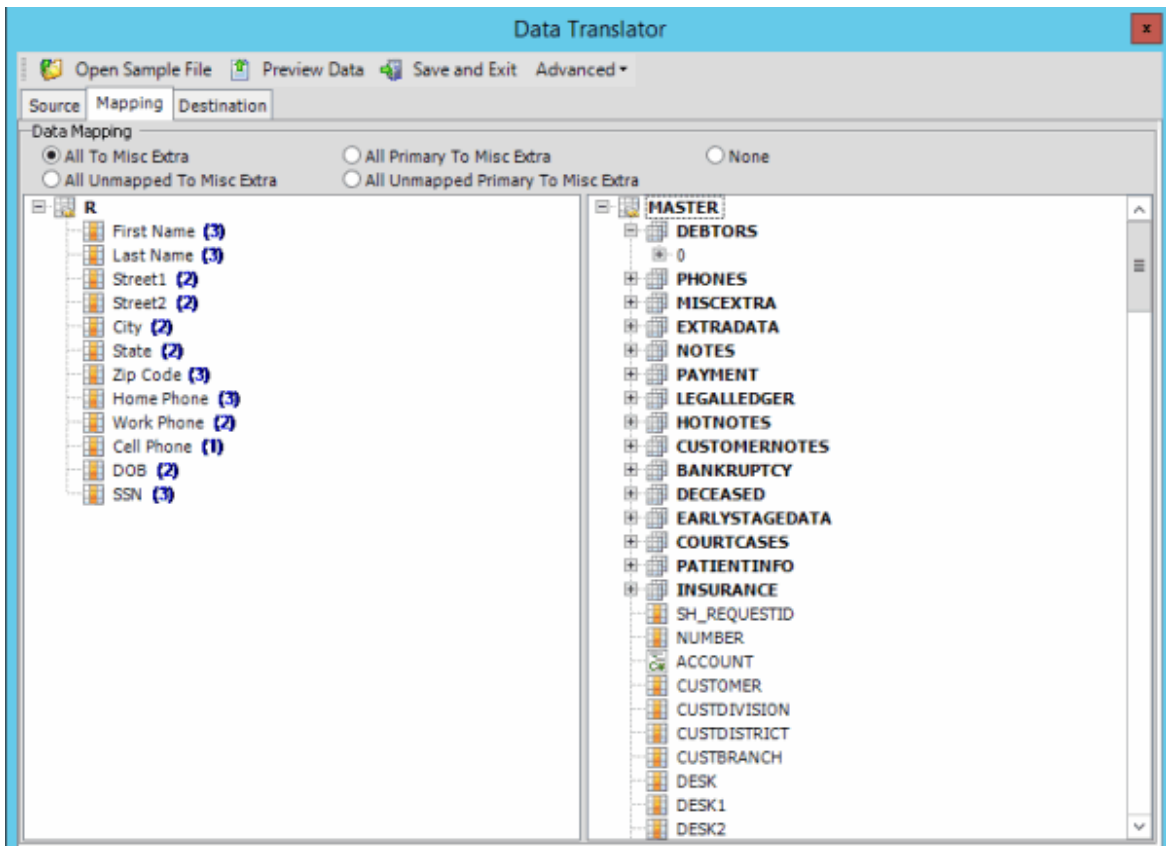 Data Translator
x
Open Sample File Preview Data Save and Exit Advanced
Source Mapping Destination
Data Mapping
All To Misc Extra All Primary To Misc Extra None
All Unmapped To Misc Extra All Unmapped Primary To Misc Extra
R
First Name (3)
Last Name (3)
Street1 (2)
Street2 (2)
City (2)
State (2)
Zip Code (3)
Home Phone (3)
Work Phone (2)
Cell Phone (1)
DOB (2)
SSN (3)
MASTER
DEBTORS
0
PHONES
MISCEXTRA
EXTRADATA
NOTES
PAYMENT
LEGALLEDGER
HOTNOTES
CUSTOMERNOTES
BANKRUPTCY
DECEASED
EARLYSTAGEDATA
COURTCASES
PATIENTINFO
INSURANCE
SH_REQUESTID
NUMBER
ACCOUNT
CUSTOMER
CUSTDIVISION
CUSTDISTRICT
CUSTBRANCH
DESK
DESK1
DESK2